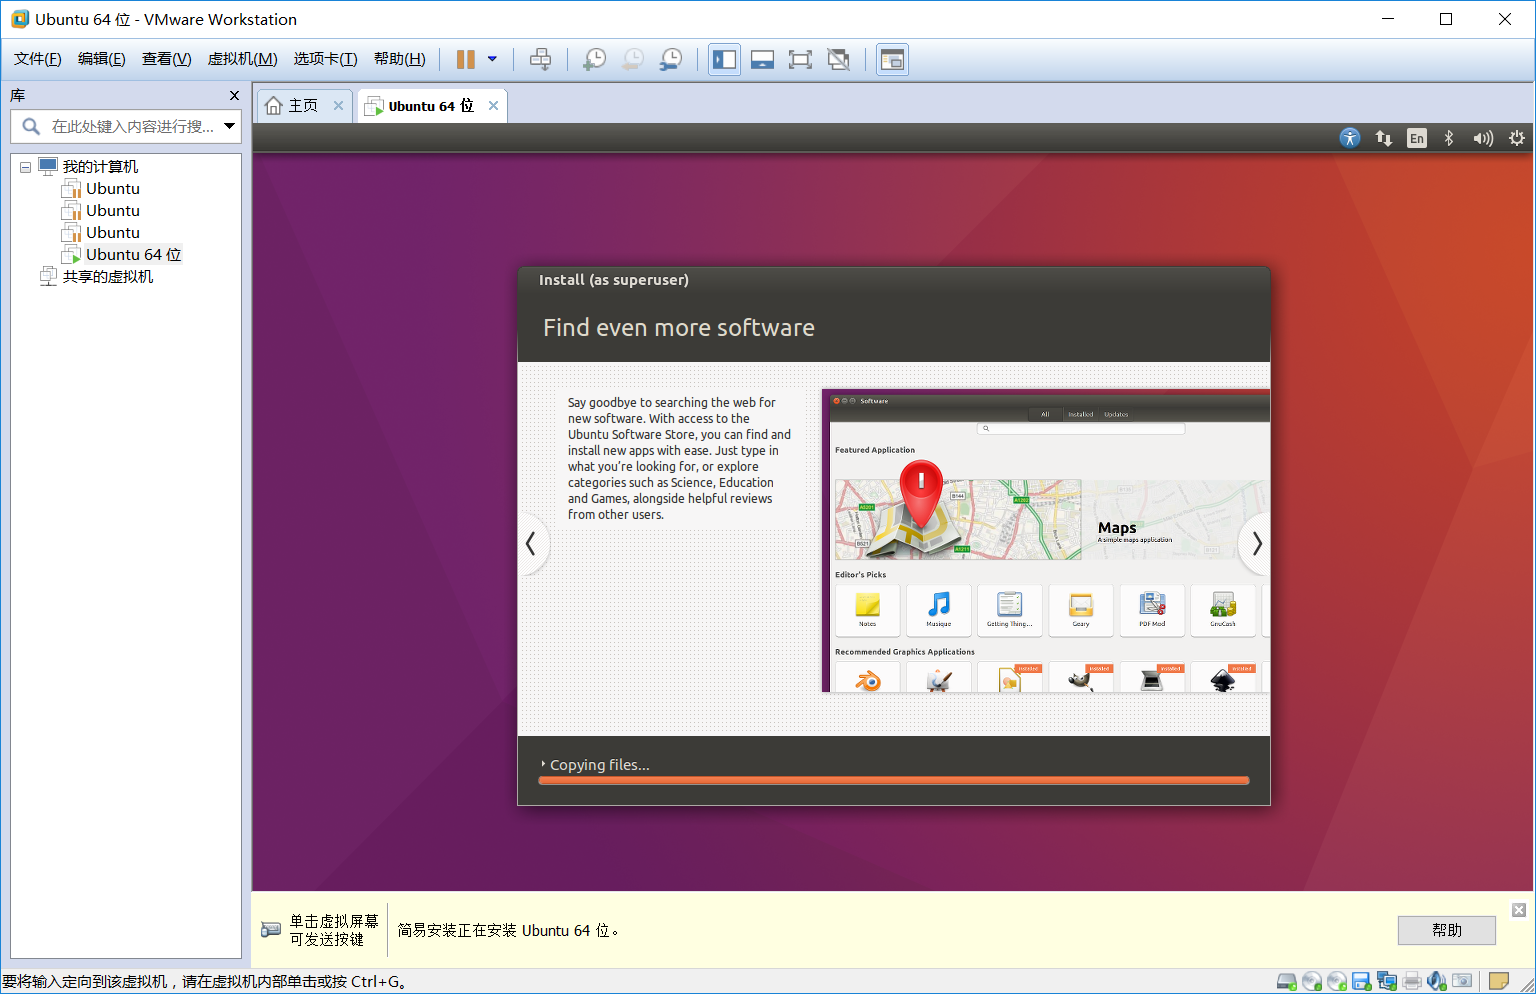 Ubuntu 64 位 - VMware Workstation
文件(F) 编辑(E) 查看(V) 虚拟机(M) 选项卡(T) 帮助(H)
库
在此处键入内容进行搜...
我的计算机
Ubuntu
Ubuntu
Ubuntu
Ubuntu 64 位
共享的虚拟机
主页 Ubuntu 64 位
En
Install (as superuser)
Find even more software
Say goodbye to searching the web for
new software. With access to the
Ubuntu Software Store, you can find and
install new apps with ease. Just type in
what you’re looking for, or explore
categories such as Science, Education
and Games, alongside helpful reviews
from other users.
Software
All Installed Updates
Featured Application
A1201
B144
A1202
B521
A1211
Maps
A simple maps application
Editor's Picks
Notes Musique Getting Thing... Geary PDF Mod GnuCash
Recommended Graphics Applications
Installed Installed Installed Installed
Copying files...
单击虚拟屏幕
可发送按键
简易安装正在安装 Ubuntu 64 位。
帮助
要将输入定向到该虚拟机，请在虚拟机内部单击或按 Ctrl+G。